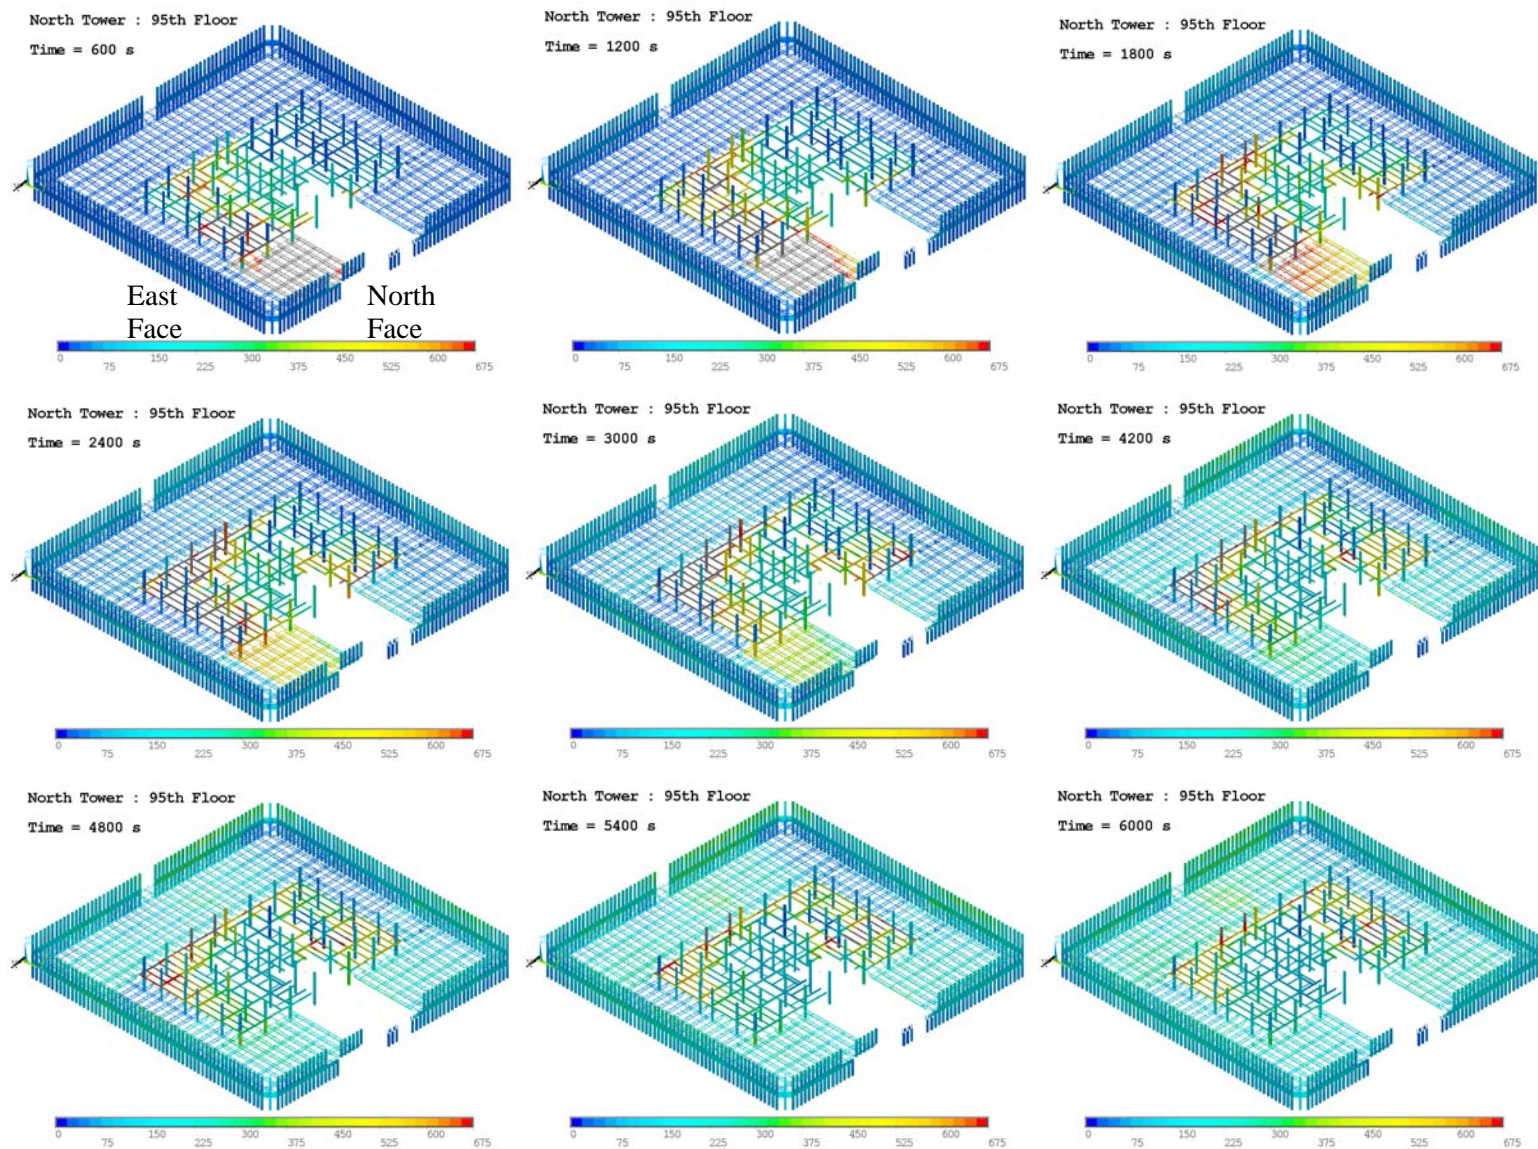 North Tower : 95th Floor
Time = 600 s
East
Face
North
Face
0 150 300 450 600
75 225 375 525 675
North Tower : 95th Floor
Time = 1200 s
0 150 300 450 600
75 225 375 525 675
North Tower : 95th Floor
Time = 1800 s
0 150 300 450 600
75 225 375 525 675
North Tower : 95th Floor
Time = 2400 s
0 150 300 450 600
75 225 375 525 675
North Tower : 95th Floor
Time = 3000 s
0 150 300 450 600
75 225 375 525 675
North Tower : 95th Floor
Time = 4200 s
0 150 300 450 600
75 225 375 525 675
North Tower : 95th Floor
Time = 4800 s
0 150 300 450 600
75 225 375 525 675
North Tower : 95th Floor
Time = 5400 s
0 150 300 450 600
75 225 375 525 675
North Tower : 95th Floor
Time = 6000 s
0 150 300 450 600
75 225 375 525 675